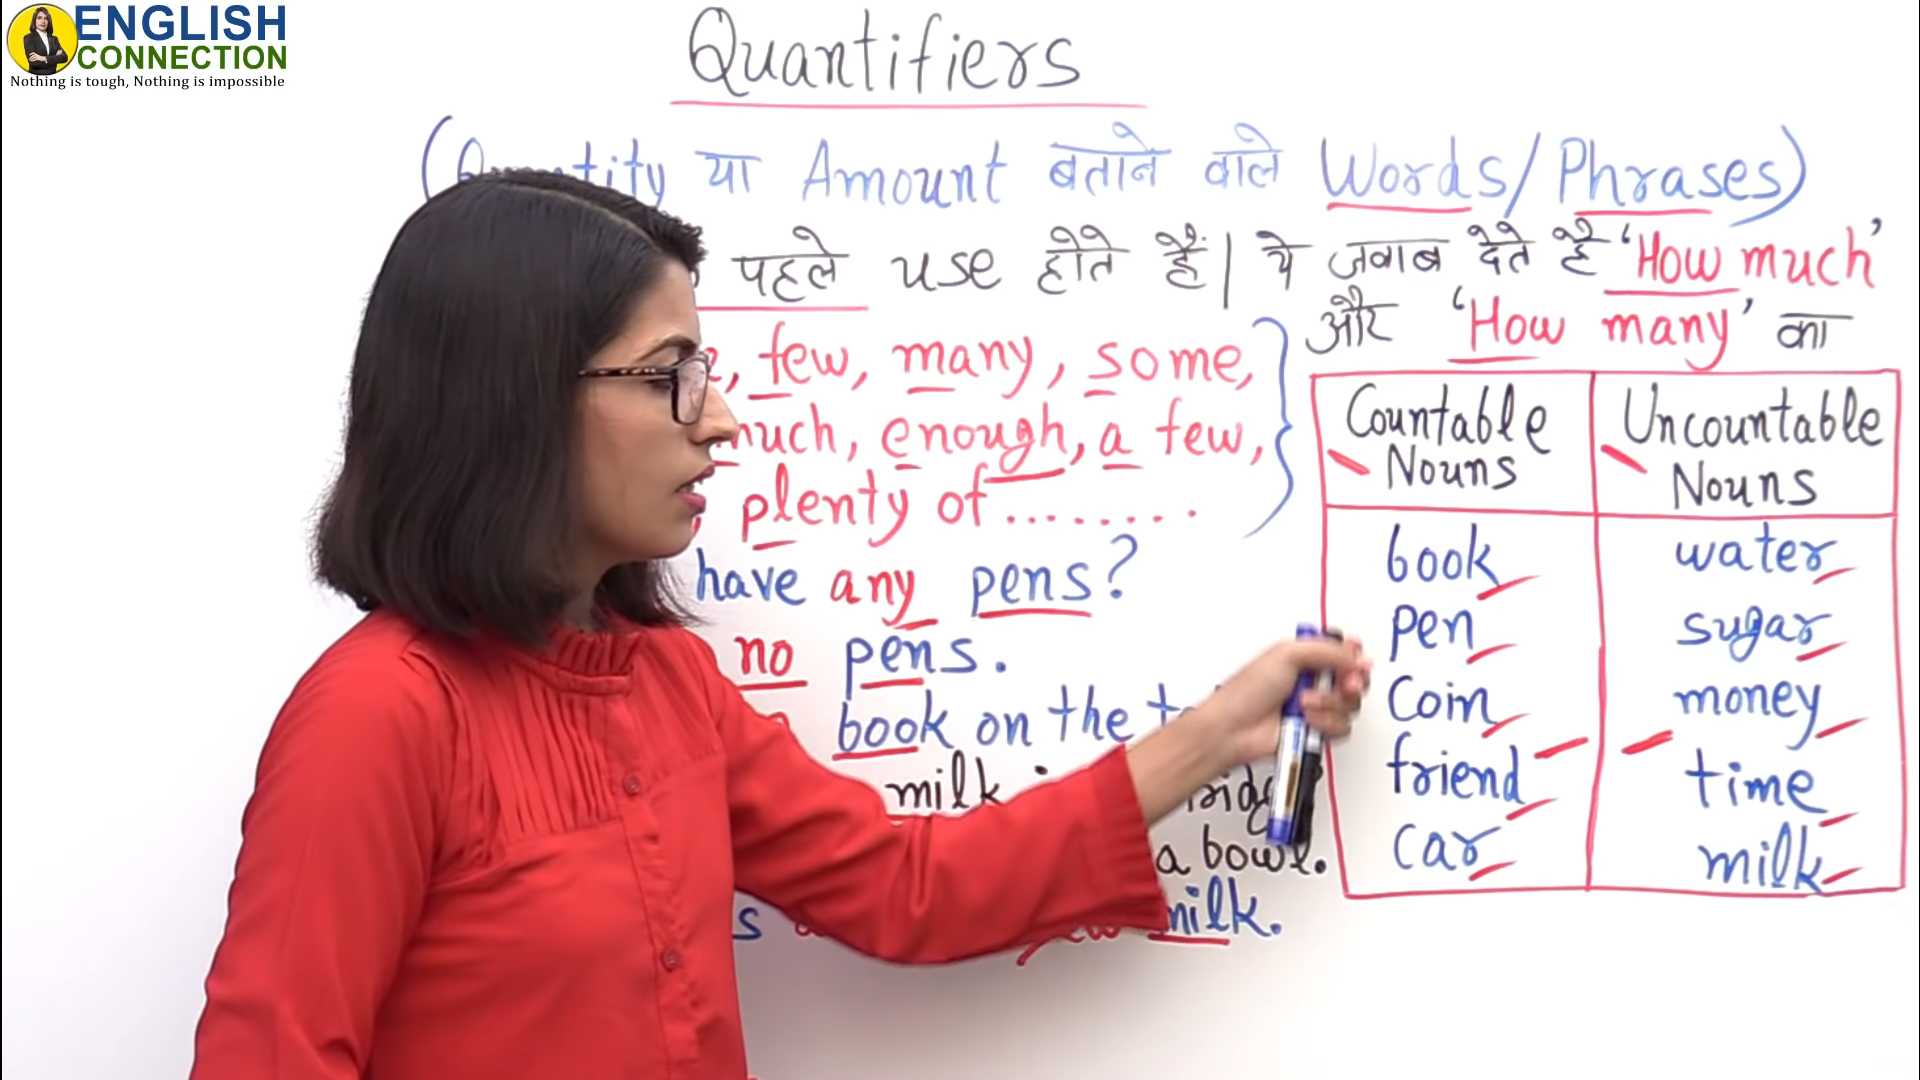 ENGLISH
CONNECTION
Nothing is tough, Nothing is impossible
Quantifiers
(Quantity या Amount बताने वाले Words/Phrases)
पहले use होते हैं| ये जवाब देते है 'How much'
और 'How many' का
few, many, some,
much, enough, a few,
plenty of ........
have any pens?
no pens.
book on the
milk
a bowl.
milk.
Countable Nouns
Uncountable Nouns
book
water
pen
sugar
Coin
money
friend
time
car
milk